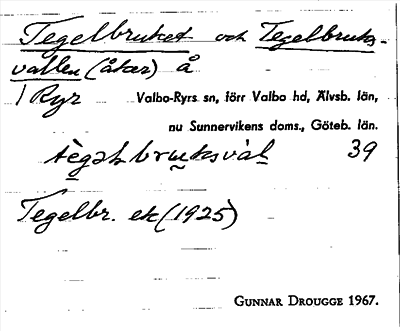 Tegelbruket och Tegelbruks-
vallen (åker) å
1 Ryr Valbo-Ryrs sn, förr Valbo hd, Älvsb. län,
nu Sunnervikens doms., Göteb. län.
tègəlbruksvàl 39
Tegelbr. ek (1925)
GUNNAR DROUGGE 1967.